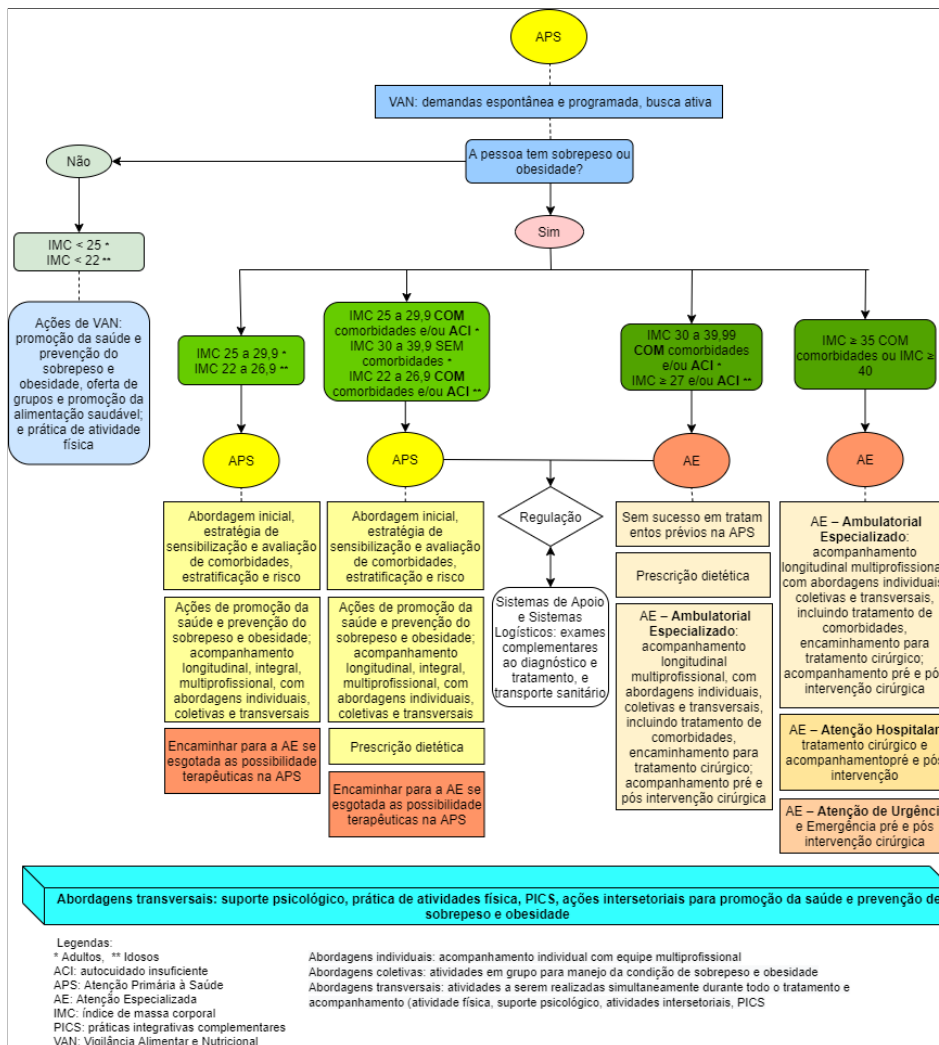 APS
VAN: demandas espontânea e programada, busca ativa
A pessoa tem sobrepeso ou
obesidade?
Não
Sim
IMC < 25 *
IMC < 22 **
Ações de VAN:
promoção da saúde e
prevenção do
sobrepeso e
obesidade, oferta de
grupos e promoção da
alimentação saudável;
e prática de atividade
física
IMC 25 a 29,9 *
IMC 22 a 26,9 **
APS
Abordagem inicial,
estratégia de
sensibilização e avaliação
de comorbidades,
estratificação e risco
Ações de promoção da
saúde e prevenção do
sobrepeso e obesidade;
acompanhamento
longitudinal, integral,
multiprofissional, com
abordagens individuais,
coletivas e transversais
Encaminhar para a AE se
esgotada as possibilidade
terapêuticas na APS
IMC 25 a 29,9 COM
comorbidades e/ou ACI *
IMC 30 a 39,9 SEM
comorbidades *
IMC 22 a 26,9 COM
comorbidades e/ou ACI **
APS
Abordagem inicial,
estratégia de
sensibilização e avaliação
de comorbidades,
estratificação e risco
Ações de promoção da
saúde e prevenção do
sobrepeso e obesidade;
acompanhamento
longitudinal, integral,
multiprofissional, com
abordagens individuais,
coletivas e transversais
Prescrição dietética
Encaminhar para a AE se
esgotada as possibilidade
terapêuticas na APS
Regulação
Sistemas de Apoio e
Sistemas
Logísticos: exames
complementares
ao diagnóstico e
tratamento, e
transporte sanitário
IMC 30 a 39,99
COM comorbidades
e/ou ACI *
IMC ≥ 27 e/ou ACI **
AE
Sem sucesso em tratam
entos prévios na APS
Prescrição dietética
AE – Ambulatorial
Especializado:
acompanhamento
longitudinal
multiprofissional, com
abordagens individuais,
coletivas e transversais,
incluindo tratamento de
comorbidades,
encaminhamento para
tratamento cirúrgico;
acompanhamento pré e
pós intervenção cirúrgica
IMC ≥ 35 COM
comorbidades ou IMC ≥
40
AE
AE – Ambulatorial
Especializado:
acompanhamento
longitudinal multiprofissional
com abordagens individuais
coletivas e transversais,
incluindo tratamento de
comorbidades,
encaminhamento para
tratamento cirúrgico;
acompanhamento pré e pós
intervenção cirúrgica
AE – Atenção Hospitalar
tratamento cirúrgico e
acompanhamentopré e pós
intervenção
AE – Atenção de Urgênci
e Emergência pré e pós
intervenção cirúrgica
Abordagens transversais: suporte psicológico, prática de atividades física, PICS, ações intersetoriais para promoção da saúde e prevenção de
sobrepeso e obesidade
Legendas:
* Adultos, ** Idosos
ACI: autocuidado insuficiente
APS: Atenção Primária à Saúde
AE: Atenção Especializada
IMC: índice de massa corporal
PICS: práticas integrativas complementares
VAN: Vigilância Alimentar e Nutricional
Abordagens individuais: acompanhamento individual com equipe multiprofissional
Abordagens coletivas: atividades em grupo para manejo da condição de sobrepeso e obesidade
Abordagens transversais: atividades a serem realizadas simultaneamente durante todo o tratamento e
acompanhamento (atividade física, suporte psicológico, atividades intersetoriais, PICS